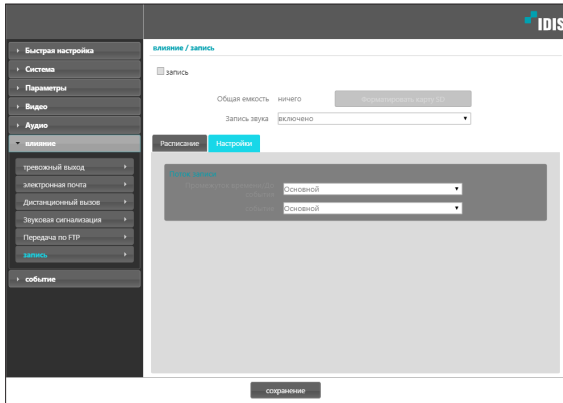 IDIS
Быстрая настройка
Система
Параметры
Видео
Аудио
влияние
тревожный выход
электронная почта
Дистанционный вызов
Звуковая сигнализация
Передача по FTP
запись
событие
влияние / запись
запись
Общая емкость ничего Форматировать карту SD
Запись звука включено
Расписание Настройки
Основной
событие Основной
сохранение